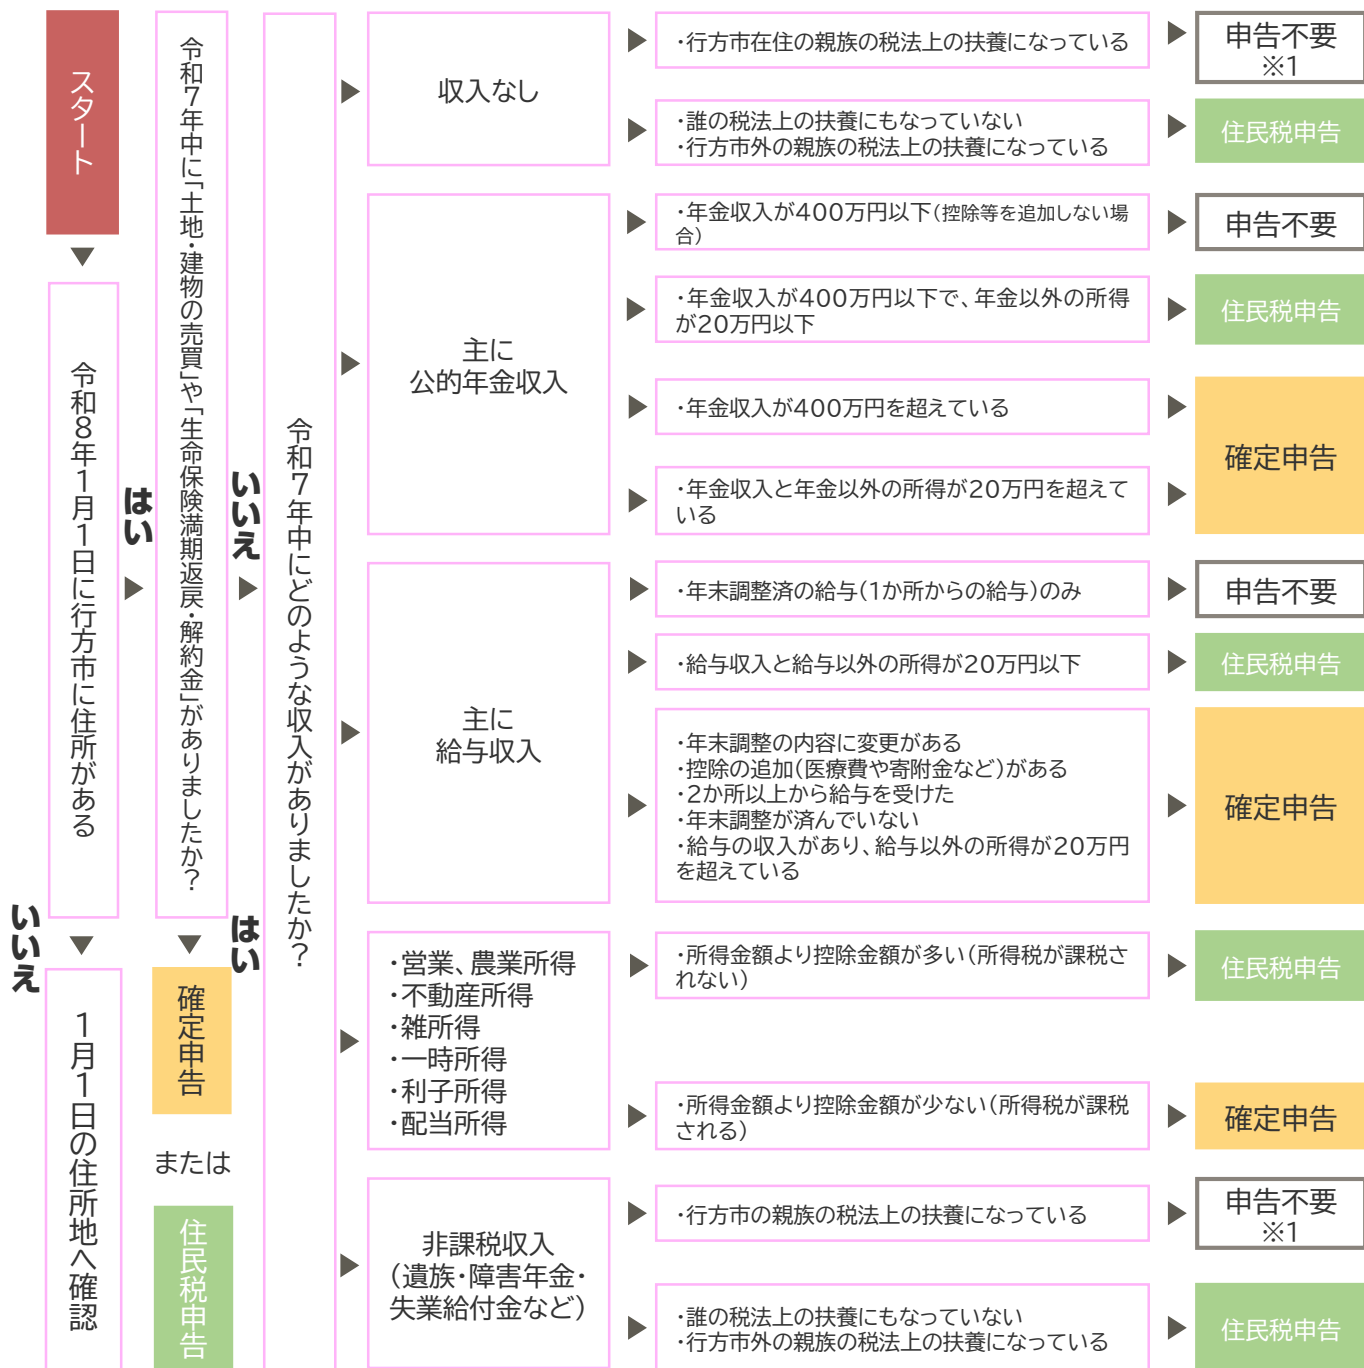 スタート
令和8年1月1日に行方市に住所がある
はい
いいえ
1月1日の住所地へ確認
令和7年中に「土地・建物の売買」や「生命保険満期返戻・解約金」がありましたか?
いいえ
はい
確定申告
または
住民税申告
令和7年中にどのような収入がありましたか?
収入なし
・行方市在住の親族の税法上の扶養になっている
申告不要
※1
・誰の税法上の扶養にもなっていない
・行方市外の親族の税法上の扶養になっている
住民税申告
主に
公的年金収入
・年金収入が400万円以下(控除等を追加しない場
合)
申告不要
・年金収入が400万円以下で、年金以外の所得
が20万円以下
住民税申告
・年金収入が400万円を超えている
・年金収入と年金以外の所得が20万円を超えて
いる
確定申告
主に
給与収入
・年末調整済の給与(1か所からの給与)のみ
申告不要
・給与収入と給与以外の所得が20万円以下
住民税申告
・年末調整の内容に変更がある
・控除の追加(医療費や寄附金など)がある
・2か所以上から給与を受けた
・年末調整が済んでいない
・給与の収入があり、給与以外の所得が20万円
を超えている
確定申告
・営業、農業所得
・不動産所得
・雑所得
・一時所得
・利子所得
・配当所得
・所得金額より控除金額が多い(所得税が課税さ
れない)
住民税申告
・所得金額より控除金額が少ない(所得税が課税
される)
確定申告
非課税収入
(遺族・障害年金・
失業給付金など)
・行方市の親族の税法上の扶養になっている
申告不要
※1
・誰の税法上の扶養にもなっていない
・行方市外の親族の税法上の扶養になっている
住民税申告